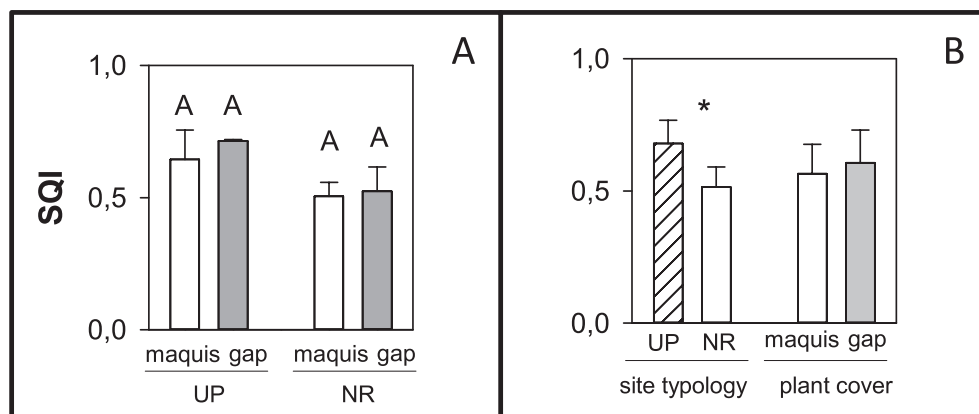 A
1,0
A A
A A
SQI
0,5
0,0
maquis gap maquis gap
UP NR
B
1,0
*
0,5
0,0
UP NR maquis gap
site typology plant cover